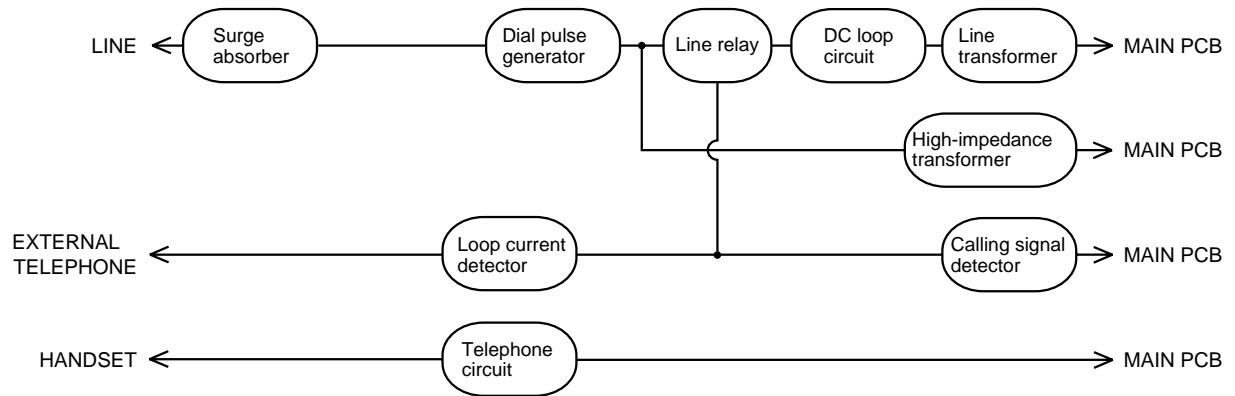 LINE
Surge
absorber
Dial pulse
generator
Line relay
DC loop
circuit
Line
transformer
MAIN PCB
High-impedance
transformer
MAIN PCB
EXTERNAL
TELEPHONE
Loop current
detector
Calling signal
detector
MAIN PCB
HANDSET
Telephone
circuit
MAIN PCB